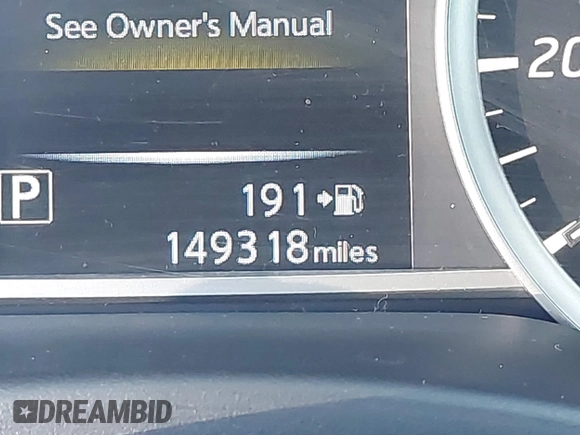 See Owner's Manual
20
P
191
149318 miles
DREAMBID